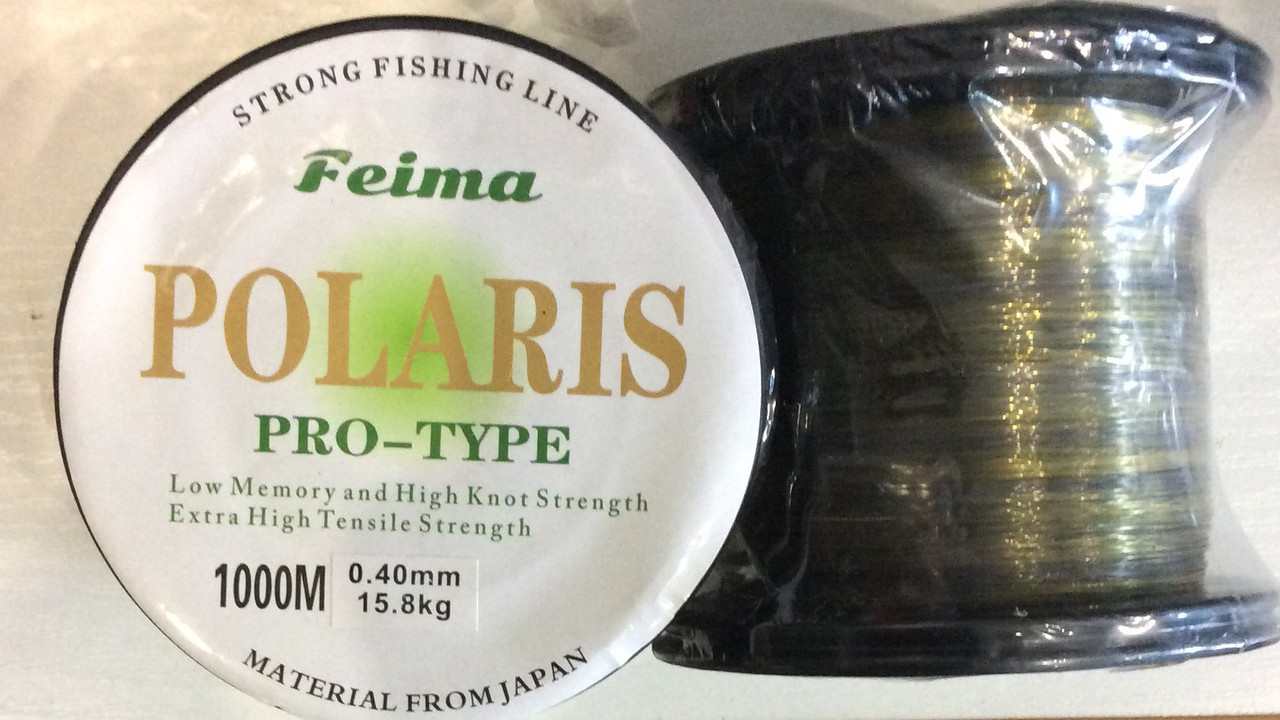 STRONG FISHING LINE
Feima
POLARIS
PRO-TYPE
Low Memory and High Knot Strength
Extra High Tensile Strength
1000M
0.40mm
15.8kg
MATERIAL FROM JAPAN